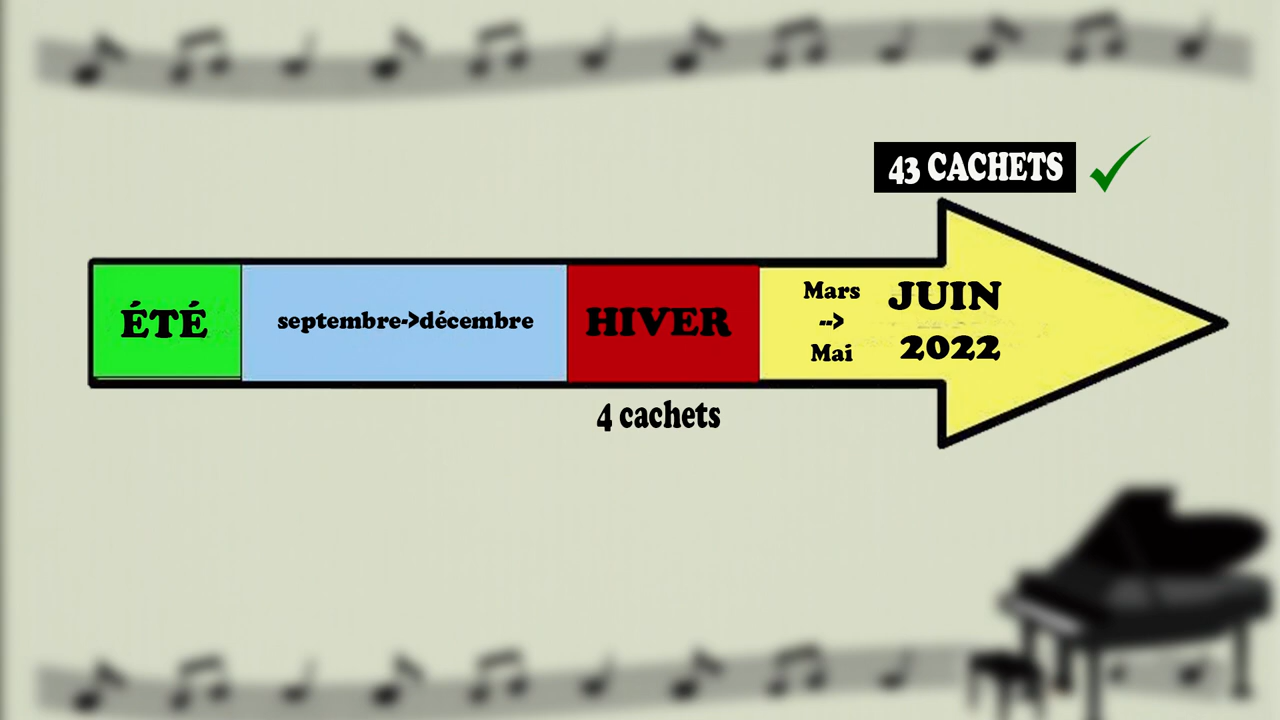 43 CACHETS
ÉTÉ
septembre->décembre
HIVER
Mars
-->
Mai
JUIN
2022
4 cachets